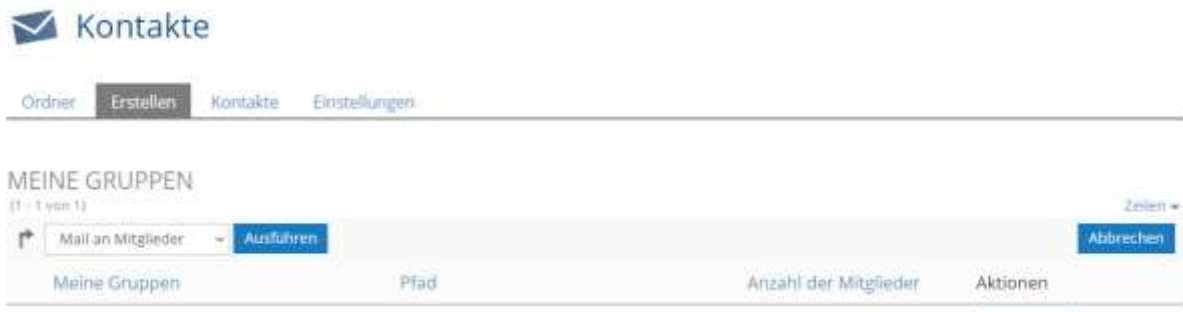 Kontakte
Ordner Erstellen Kontakte Einstellungen
MEINE GRUPPEN
(1 - 1 von 1)
Zeilen
Mail an Mitglieder Ausführen Abbrechen
Meine Gruppen Pfad Anzahl der Mitglieder Aktionen